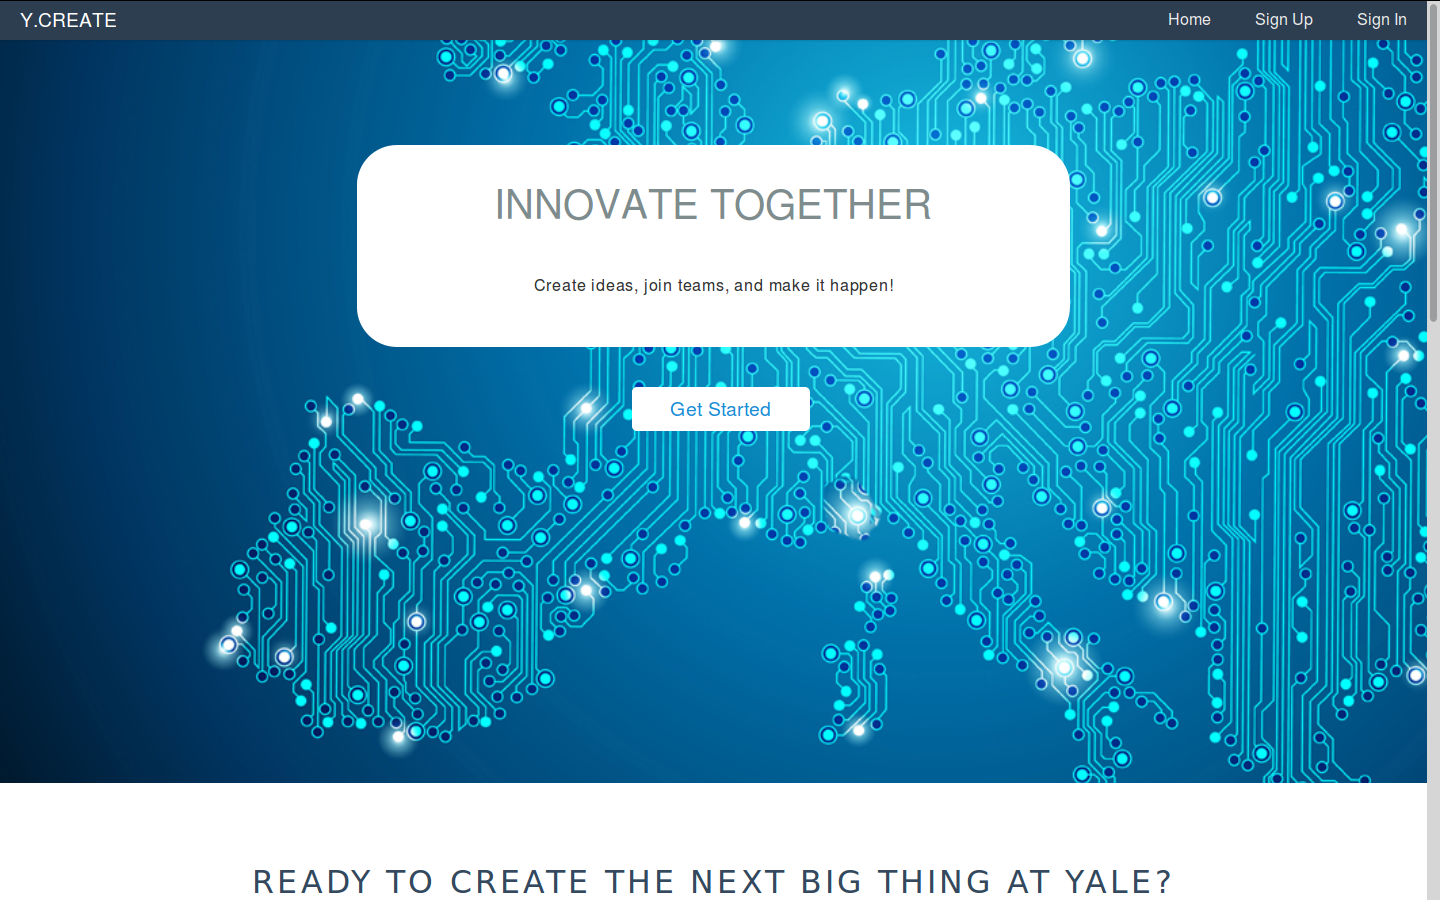 Y.CREATE
Home
Sign Up
Sign In
INNOVATE TOGETHER
Create ideas, join teams, and make it happen!
Get Started
READY TO CREATE THE NEXT BIG THING AT YALE?